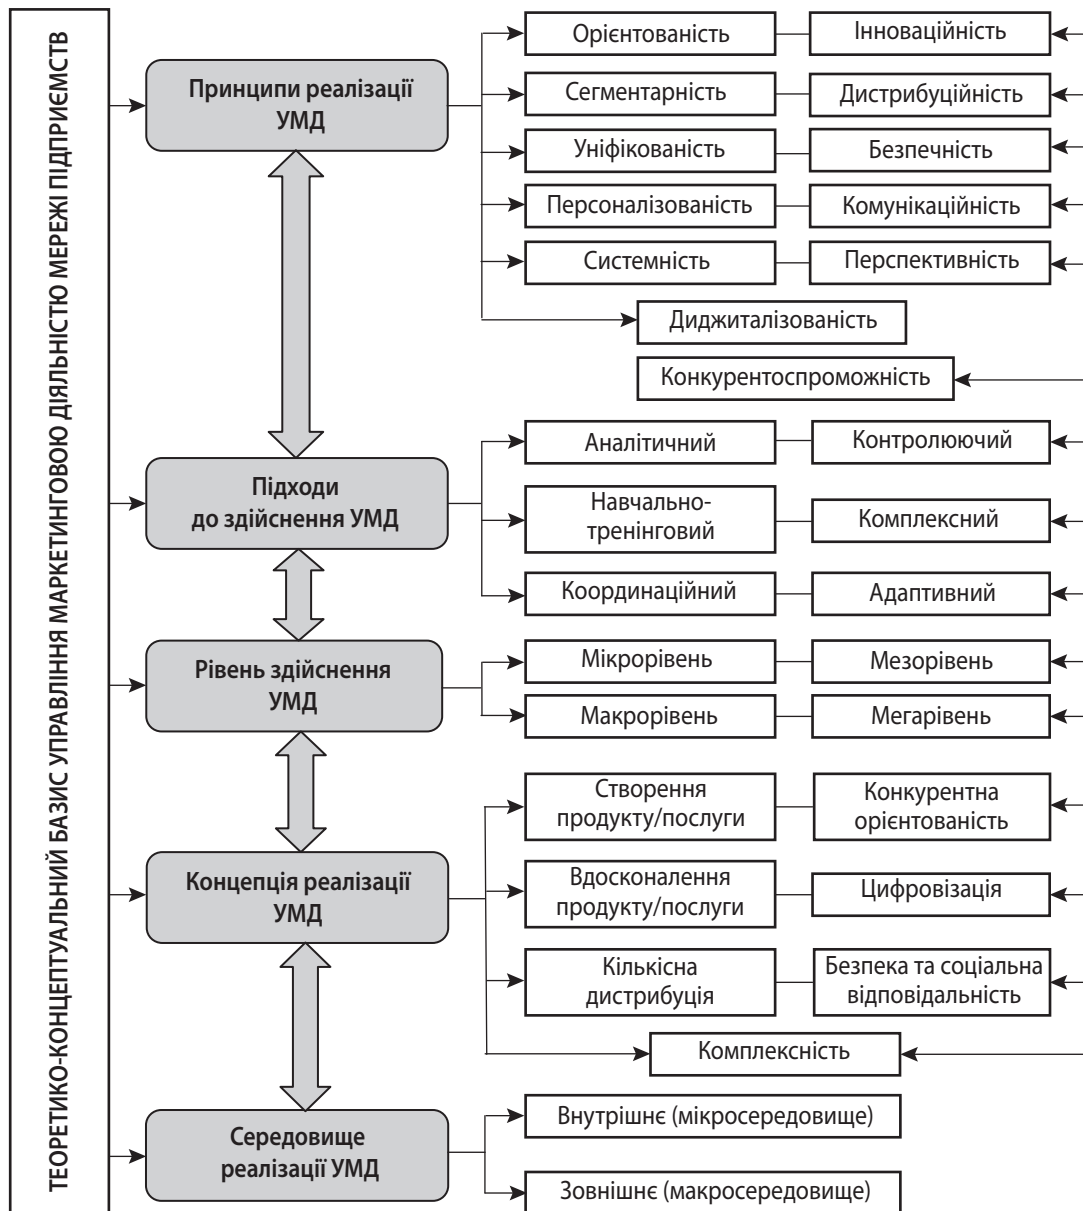 ТЕОРЕТИКО-КОНЦЕПТУАЛЬНИЙ БАЗИС УПРАВЛІННЯ МАРКЕТИНГОВОЮ ДІЯЛЬНІСТЮ МЕРЕЖІ ПІДПРИЄМСТВ
Принципи реалізації
УМД
Орієнтованість
Інноваційність
Сегментарність
Дистрибуційність
Уніфікованість
Безпечність
Персоналізованість
Комунікаційність
Системність
Перспективність
Диджиталізованість
Конкурентоспроможність
Підходи
до здійснення УМД
Аналітичний
Контролюючий
Навчально-
тренінговий
Комплексний
Координаційний
Адаптивний
Рівень здійснення
УМД
Мікрорівень
Мезорівень
Макрорівень
Мегарівень
Концепція реалізації
УМД
Створення
продукту/послуги
Конкурентна
орієнтованість
Вдосконалення
продукту/послуги
Цифровізація
Кількісна
дистрибуція
Безпека та соціальна
відповідальність
Комплексність
Середовище
реалізації УМД
Внутрішнє (мікросередовище)
Зовнішнє (макросередовище)